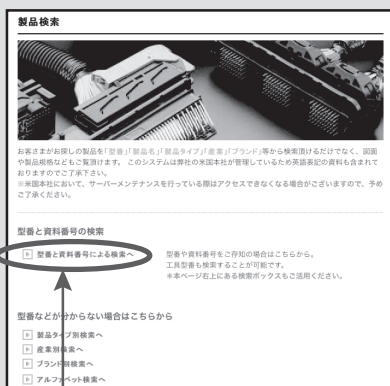 製品検索
お客さまがお探しの製品を「型番」「製品名」「製品タイプ」「産業」「ブランド」等から検索頂けるだけでなく、図面
や製品規格などもご覧頂けます。 このシステムは弊社の米国本社が管理しているため英語表記の資料も含まれて
おりますのでご了承下さい。
※米国本社において、サーバーメンテナンスを行っている際はアクセスできなくなる場合がございますので、予め
ご了承ください。
型番と資料番号の検索
型番と資料番号による検索へ
型番や資料番号をご存知の場合はこちらから。
工具型番も検索することが可能です。
＊本ページ右上にある検索ボックスもご活用ください。
型番などが分からない場合はこちらから
製品タイプ別検索へ
産業別検索へ
ブランド別検索へ
アルファベット検索へ